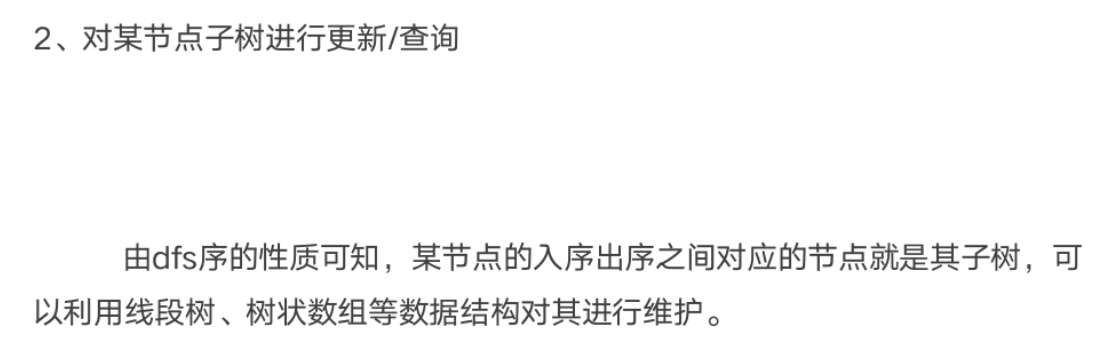 2、对某节点子树进行更新/查询
由dfs序的性质可知，某节点的入序出序之间对应的节点就是其子树，可
以利用线段树、树状数组等数据结构对其进行维护。